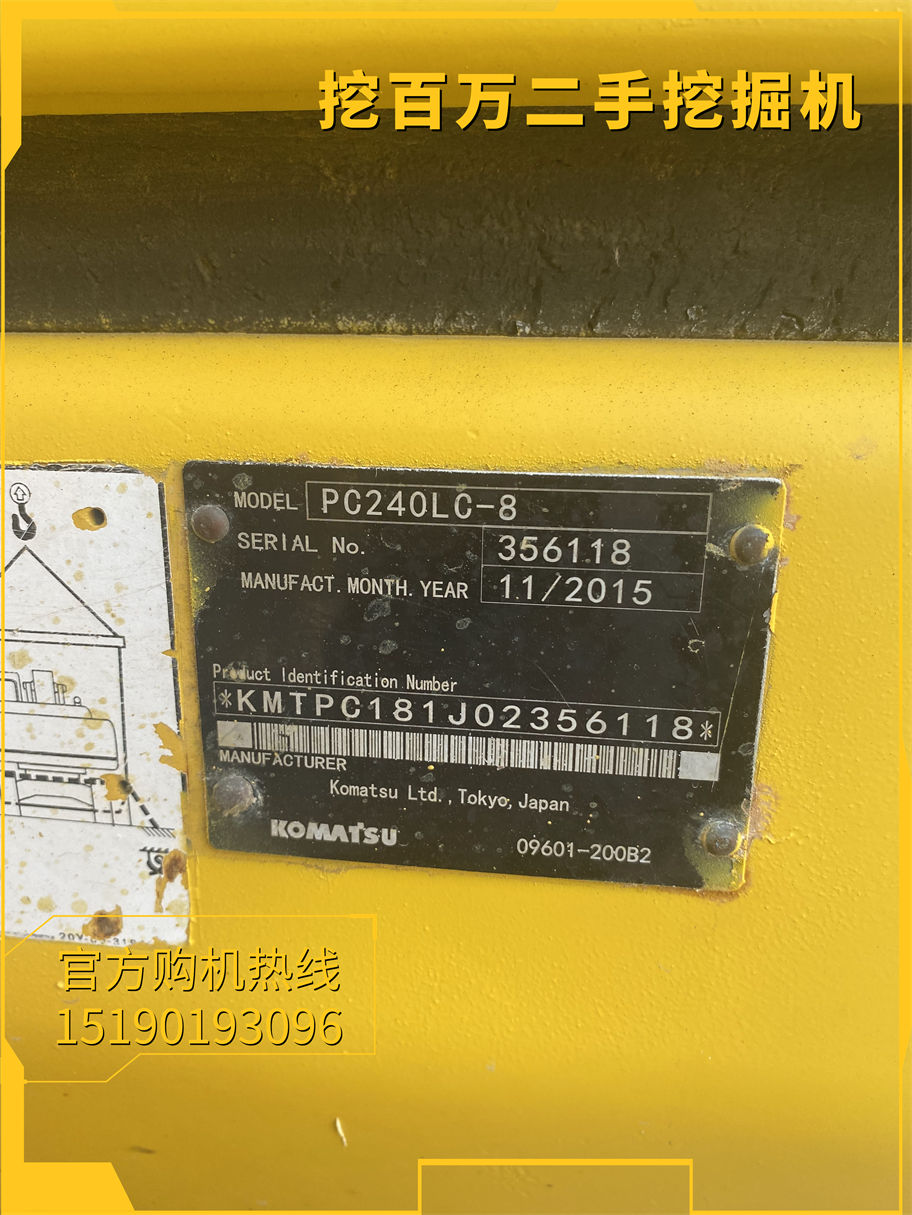 挖百万二手挖掘机
MODEL PC240LC-8
SERIAL No. 356118
MANUFACT. MONTH. YEAR 11/2015
Product Identification Number
*KMTPC181J02356118*
MANUFACTURER
Komatsu Ltd., Tokyo, Japan
KOMATSU
09601-200B2
官方购机热线
15190193096